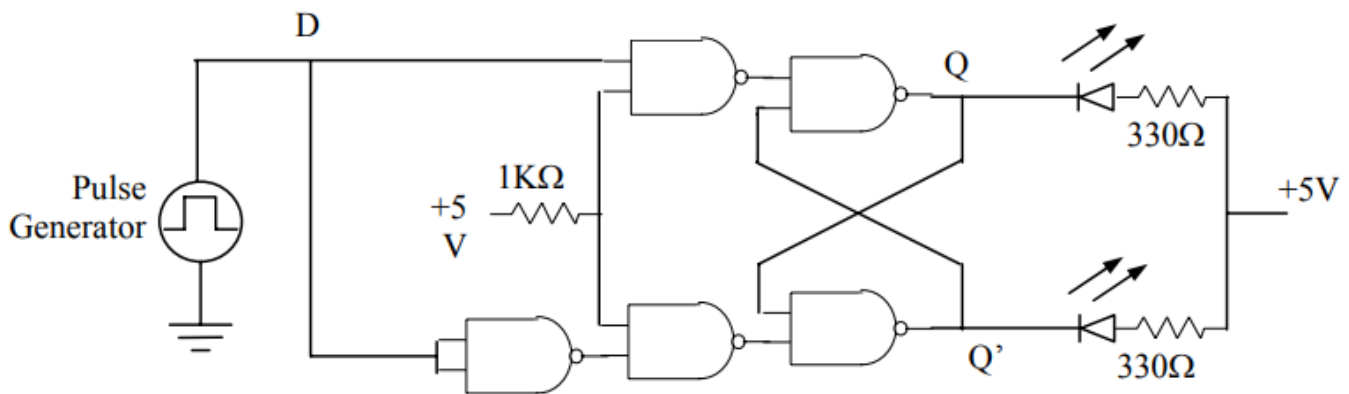 D
Q
330Ω
Pulse
Generator
1KΩ
+5
V
+5V
Q’
330Ω